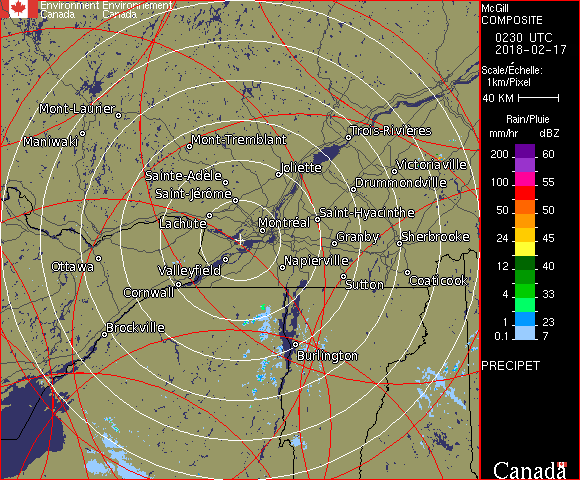 Environment Environnement
Canada Canada
McGill
COMPOSITE
0230 UTC
2018-02-17
Scale/Échelle:
1km/Pixel
40 KM
Rain/Pluie
mm/hr dBZ
200 60
100 55
50 50
24 45
12 40
4 33
1 23
0.1 7
PRECIPET
Canada
Mont-Laurier
Maniwaki
Mont-Tremblant
Trois-Rivières
Sainte-Adèle
Joliette
Victoriaville
Saint-Jérôme
Drummondville
Lachute
Montréal
Saint-Hyacinthe
Granby
Sherbrooke
Ottawa
Valleyfield
Napierville
Cornwall
Sutton
Coaticook
Brockville
Burlington